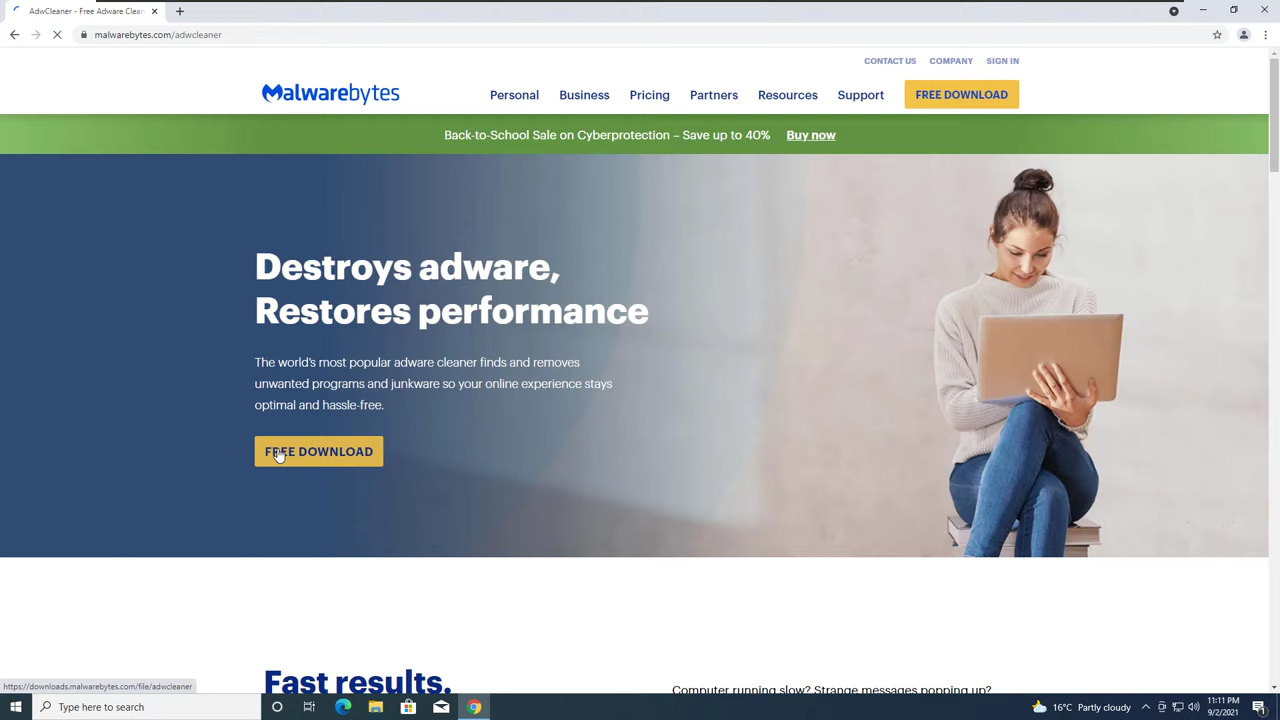 AdwCleaner - Free Adware Clean
malwarebytes.com/adwcleaner
CONTACT US COMPANY SIGN IN
Malwarebytes Personal Business Pricing Partners Resources Support FREE DOWNLOAD
Back-to-School Sale on Cyberprotection – Save up to 40% Buy now
Destroys adware,
Restores performance
The world's most popular adware cleaner finds and removes
unwanted programs and junkware so your online experience stays
optimal and hassle-free.
FREE DOWNLOAD
Fast results.
Computer running slow? Strange messages popping up?
https://downloads.malwarebytes.com/file/adwcleaner
Type here to search
16°C Partly cloudy
11:11 PM
9/2/2021
1